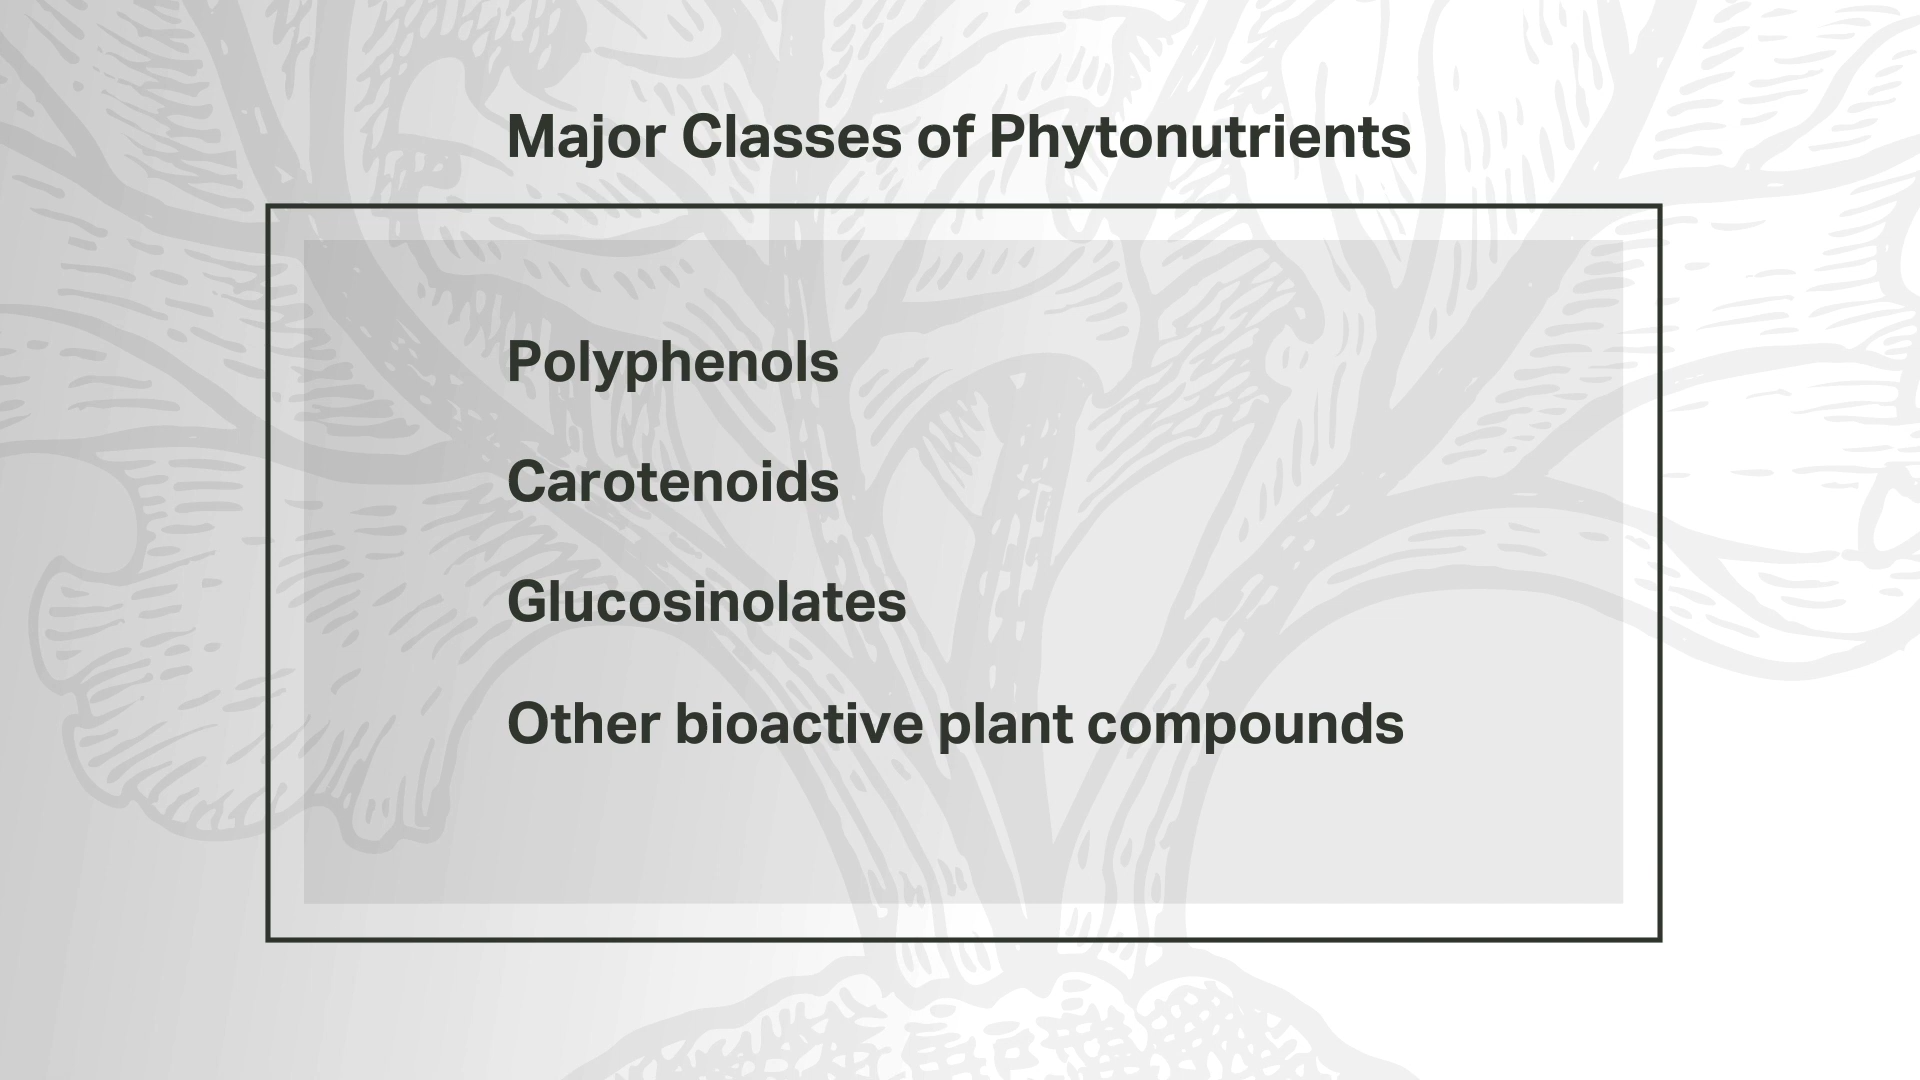 Major Classes of Phytonutrients
Polyphenols
Carotenoids
Glucosinolates
Other bioactive plant compounds